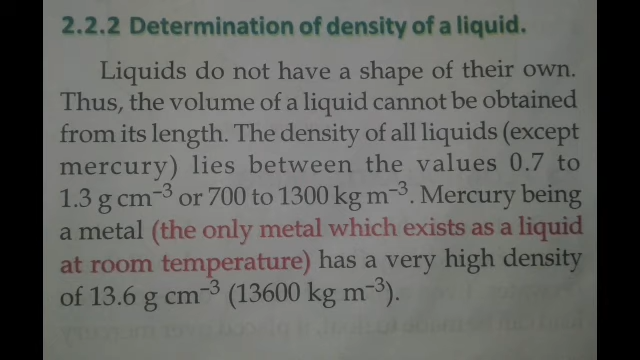 2.2.2 Determination of density of a liquid.
Liquids do not have a shape of their own.
Thus, the volume of a liquid cannot be obtained
from its length. The density of all liquids (except
mercury) lies between the values 0.7 to
1.3 g cm⁻³ or 700 to 1300 kg m⁻³. Mercury being
a metal (the only metal which exists as a liquid
at room temperature) has a very high density
of 13.6 g cm⁻³ (13600 kg m⁻³).